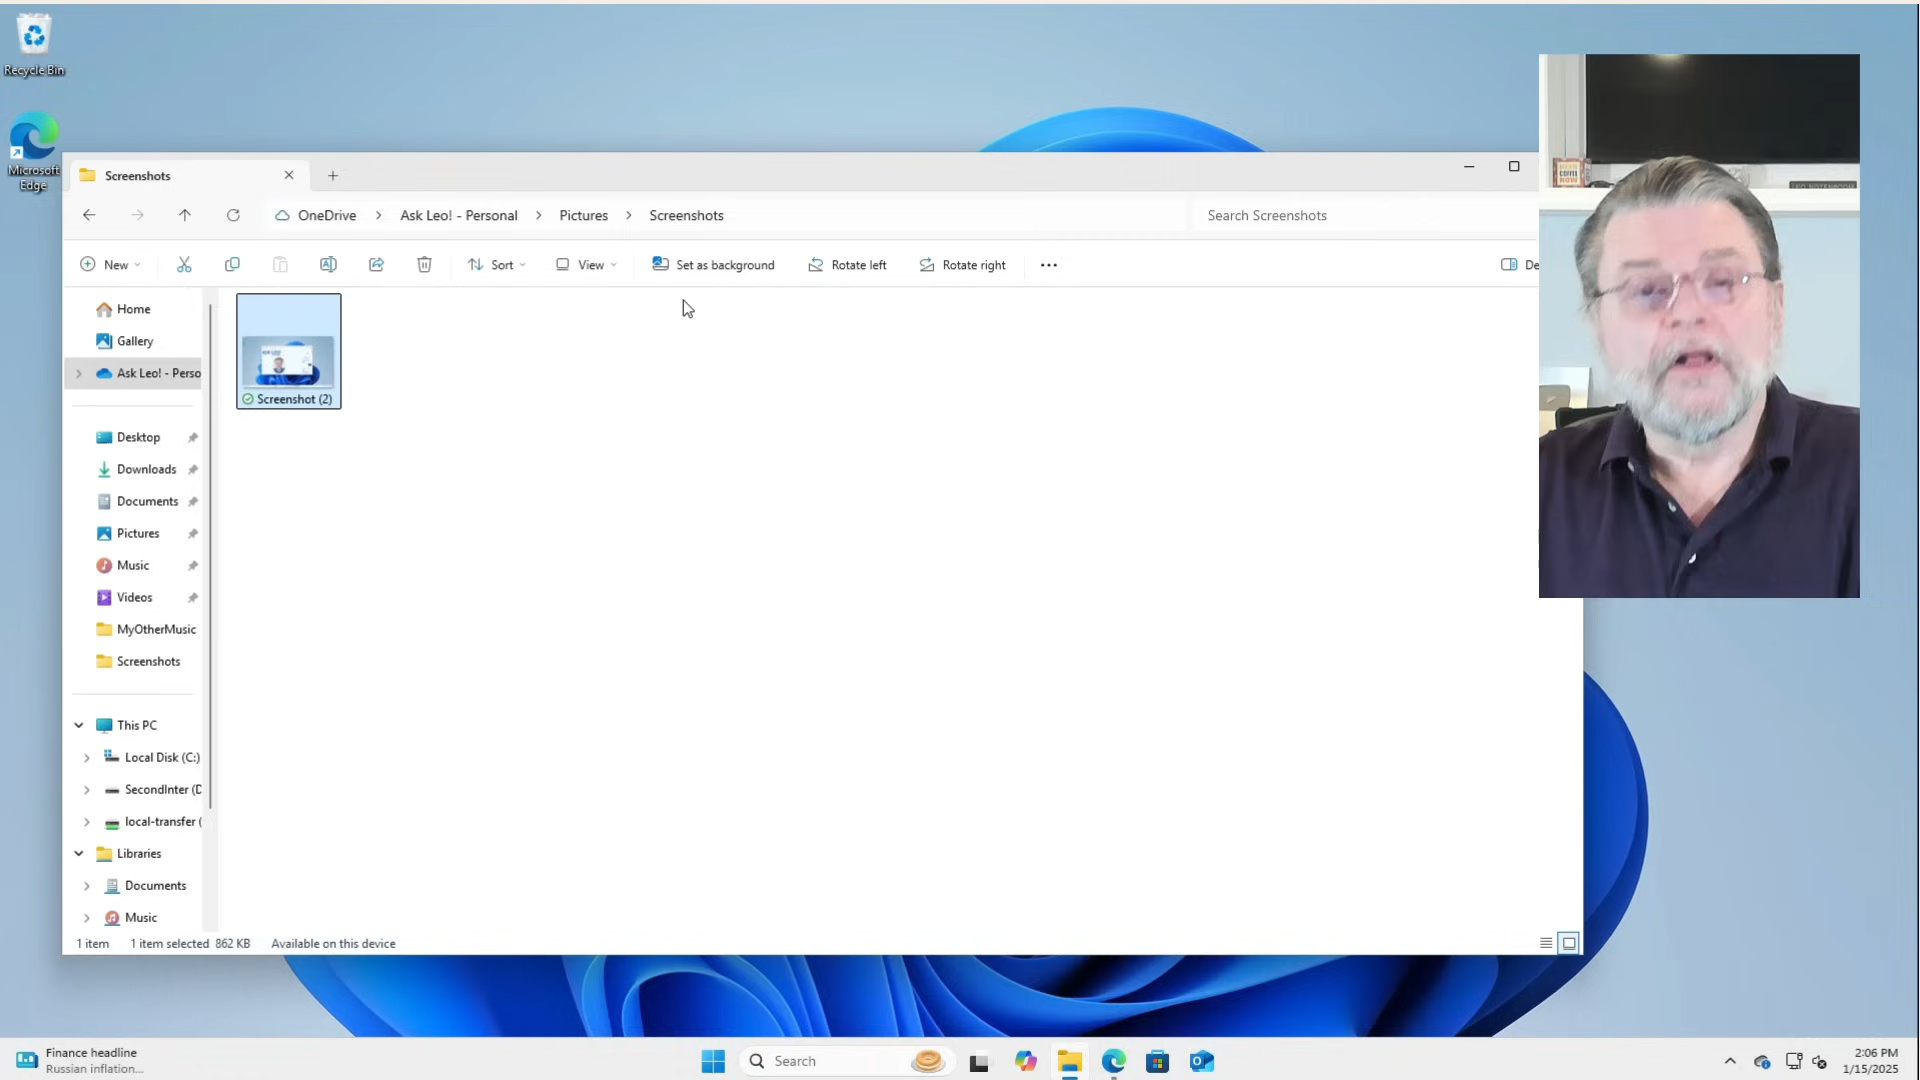 Recycle Bin
Microsoft
Edge
Screenshots
OneDrive
Ask Leo! - Personal
Pictures
Screenshots
Search Screenshots
New
Sort
View
Set as background
Rotate left
Rotate right
De
Home
Gallery
Ask Leo! - Perso
Desktop
Downloads
Documents
Pictures
Music
Videos
MyOtherMusic
Screenshots
This PC
Local Disk (C:)
SecondInter (D
local-transfer (
Libraries
Documents
Music
Screenshot (2)
1 item
1 item selected 862 KB
Available on this device
Finance headline
Russian inflation...
Search
2:06 PM
1/15/2025